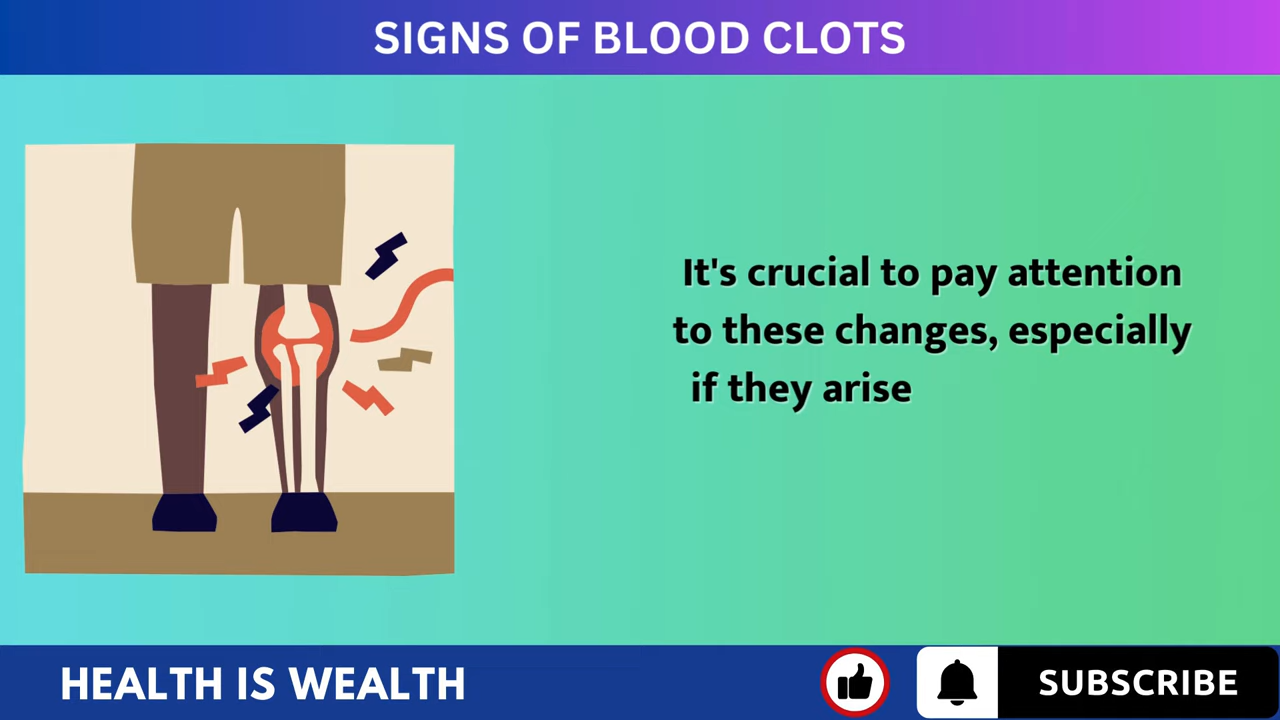 SIGNS OF BLOOD CLOTS
It's crucial to pay attention
to these changes, especially
if they arise
HEALTH IS WEALTH
SUBSCRIBE